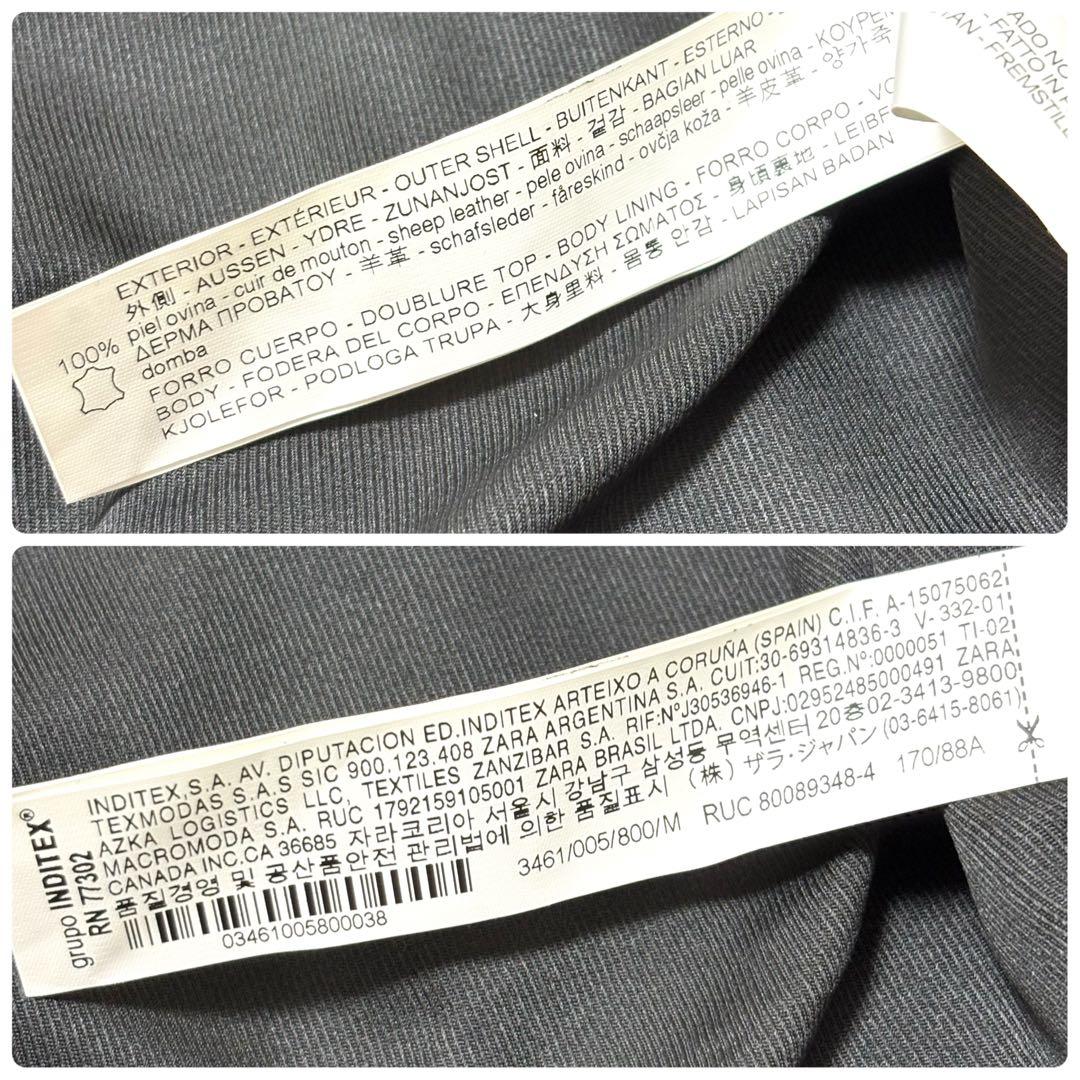 EXTERIOR - EXTÉRIEUR - OUTER SHELL - BUITENKANT - ESTERNO
外側 - AUSSEN - YDRE - ZUNANJOST - 面料 - 겉감 - BAGIAN LUAR
100% piel ovina - cuir de mouton - sheep leather - pele ovina - schaapsleer - pelle ovina -
ΔΕΡΜΑ ΠΡΟΒΑΤΟΥ - 羊革 - schafsleder - fåreskind - ovčja koža - 羊皮革 - 양가죽
domba
FORRO CUERPO - DOUBLURE TOP - BODY LINING - FORRO CORPO -
BODY - FODERA DEL CORPO - ΕΠΕΝΔΥΣΗ ΣΩΜΑΤΟΣ - 身頃裏地 -
KJOLEFOR - PODLOGA TRUPA - 大身里料 - 몸통 안감 - LAPISAN BADAN
FATTO IN
grupo INDITEX®
RN 77302
INDITEX,S.A. AV. DIPUTACION ED.INDITEX ARTEIXO A CORUÑA (SPAIN) C.I.F. A-15075062
TEXMODAS S.A.S SIC 900.123.408 ZARA ARGENTINA S.A. CUIT:30-69314836-3 V-332-01
AZKA LOGISTICS LLC, TEXTILES ZANZIBAR S.A. RIF:NºJ30536946-1 REG.Nº:0000051 TI-02
MACROMODA S.A. RUC 1792159105001 ZARA BRASIL LTDA. CNPJ:02952485000491 ZARA
CANADA INC.CA 36685 자라코리아 서울시 강남구 삼성동 무역센터 20층02-3413-9800
품질경영 및 공산품안전 관리법에 의한 품질표시 (株) ザラ・ジャパン (03-6415-8061)
3461/005/800/M RUC 80089348-4 170/88A
03461005800038